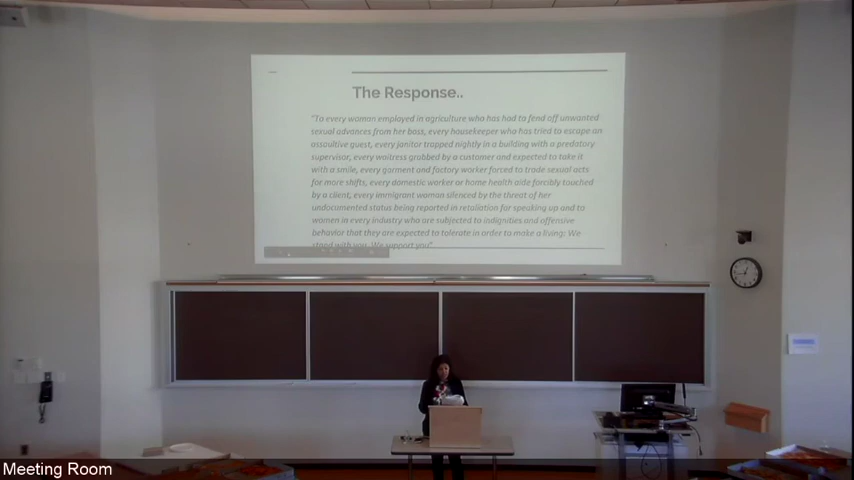 The Response..
"To every woman employed in agriculture who has had to fend off unwanted
sexual advances from her boss, every housekeeper who has tried to escape an
assaultive guest, every janitor trapped nightly in a building with a predatory
supervisor, every waitress grabbed by a customer and expected to take it
with a smile, every garment and factory worker forced to trade sexual acts
for more shifts, every domestic worker or home health aide forcibly touched
by a client, every immigrant woman silenced by the threat of her
undocumented status being reported in retaliation for speaking up and to
women in every industry who are subjected to indignities and offensive
behavior that they are expected to tolerate in order to make a living: We
stand with you. We support you"
Meeting Room